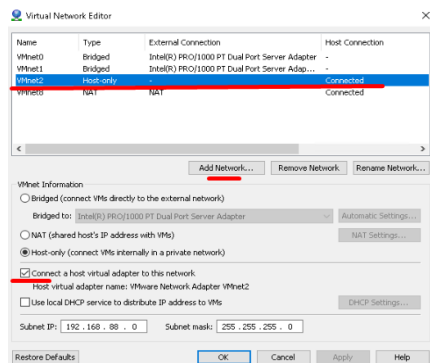 Virtual Network Editor
Name Type External Connection Host Connection
VMnet0 Bridged Intel(R) PRO/1000 PT Dual Port Server Adapter -
VMnet1 Bridged Intel(R) PRO/1000 PT Dual Port Server Adap... -
VMnet2 Host-only - Connected
VMnet8 NAT NAT Connected
Add Network... Remove Network Rename Network...
VMnet Information
Bridged (connect VMs directly to the external network)
Bridged to: Intel(R) PRO/1000 PT Dual Port Server Adapter Automatic Settings...
NAT (shared host's IP address with VMs) NAT Settings...
Host-only (connect VMs internally in a private network)
Connect a host virtual adapter to this network
Host virtual adapter name: VMware Network Adapter VMnet2
Use local DHCP service to distribute IP address to VMs DHCP Settings...
Subnet IP: 192 . 168 . 88 . 0 Subnet mask: 255 . 255 . 255 . 0
Restore Defaults OK Cancel Apply Help